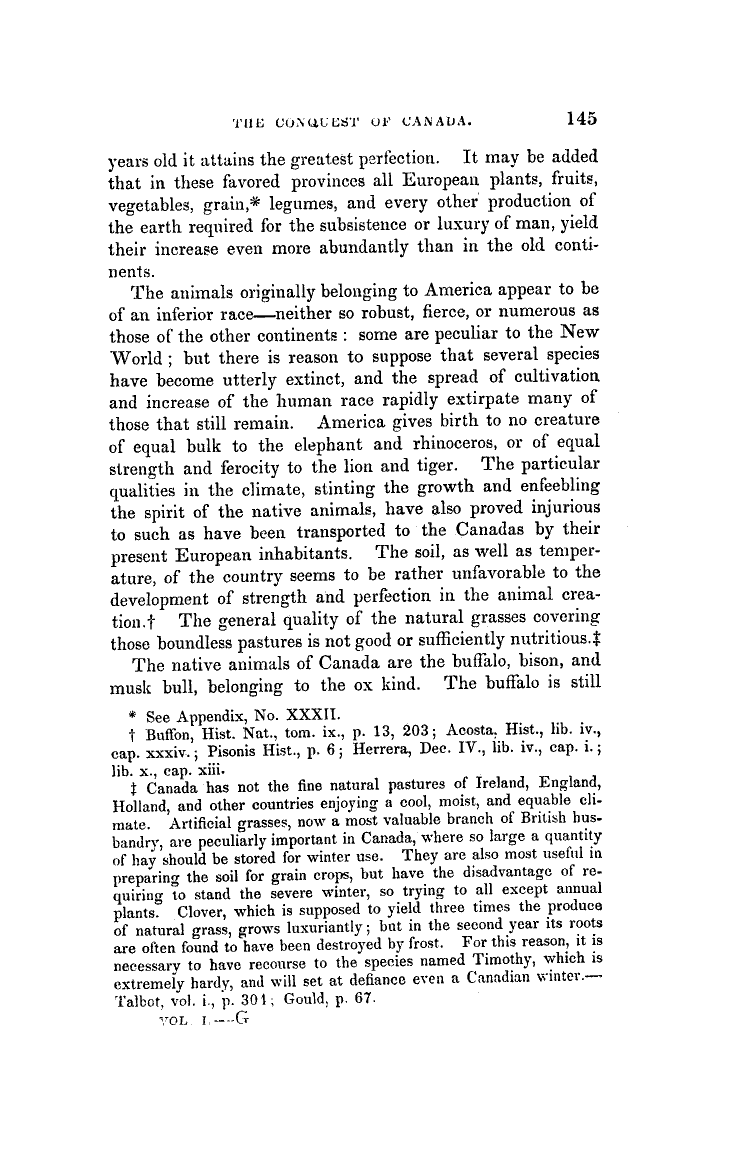 THE CONQUEST OF CANADA. 145
years old it attains the greatest perfection. It may be added
that in these favored provinces all European plants, fruits,
vegetables, grain,* legumes, and every other production of
the earth required for the subsistence or luxury of man, yield
their increase even more abundantly than in the old conti-
nents.
The animals originally belonging to America appear to be
of an inferior race—neither so robust, fierce, or numerous as
those of the other continents : some are peculiar to the New
World ; but there is reason to suppose that several species
have become utterly extinct, and the spread of cultivation
and increase of the human race rapidly extirpate many of
those that still remain. America gives birth to no creature
of equal bulk to the elephant and rhinoceros, or of equal
strength and ferocity to the lion and tiger. The particular
qualities in the climate, stinting the growth and enfeebling
the spirit of the native animals, have also proved injurious
to such as have been transported to the Canadas by their
present European inhabitants. The soil, as well as temper-
ature, of the country seems to be rather unfavorable to the
development of strength and perfection in the animal crea-
tion.† The general quality of the natural grasses covering
those boundless pastures is not good or sufficiently nutritious.‡
The native animals of Canada are the buffalo, bison, and
musk bull, belonging to the ox kind. The buffalo is still
* See Appendix, No. XXXII.
† Buffon, Hist. Nat., tom. ix., p. 13, 203 ; Acosta, Hist., lib. iv.,
cap. xxxiv. ; Pisonis Hist., p. 6 ; Herrera, Dec. IV., lib. iv., cap. i. ;
lib. x., cap. xiii.
‡ Canada has not the fine natural pastures of Ireland, England,
Holland, and other countries enjoying a cool, moist, and equable cli-
mate. Artificial grasses, now a most valuable branch of British hus-
bandry, are peculiarly important in Canada, where so large a quantity
of hay should be stored for winter use. They are also most useful in
preparing the soil for grain crops, but have the disadvantage of re-
quiring to stand the severe winter, so trying to all except annual
plants. Clover, which is supposed to yield three times the produce
of natural grass, grows luxuriantly ; but in the second year its roots
are often found to have been destroyed by frost. For this reason, it is
necessary to have recourse to the species named Timothy, which is
extremely hardy, and will set at defiance even a Canadian winter.—
Talbot, vol. i., p. 301 ; Gould, p. 67.
VOL. I.—G